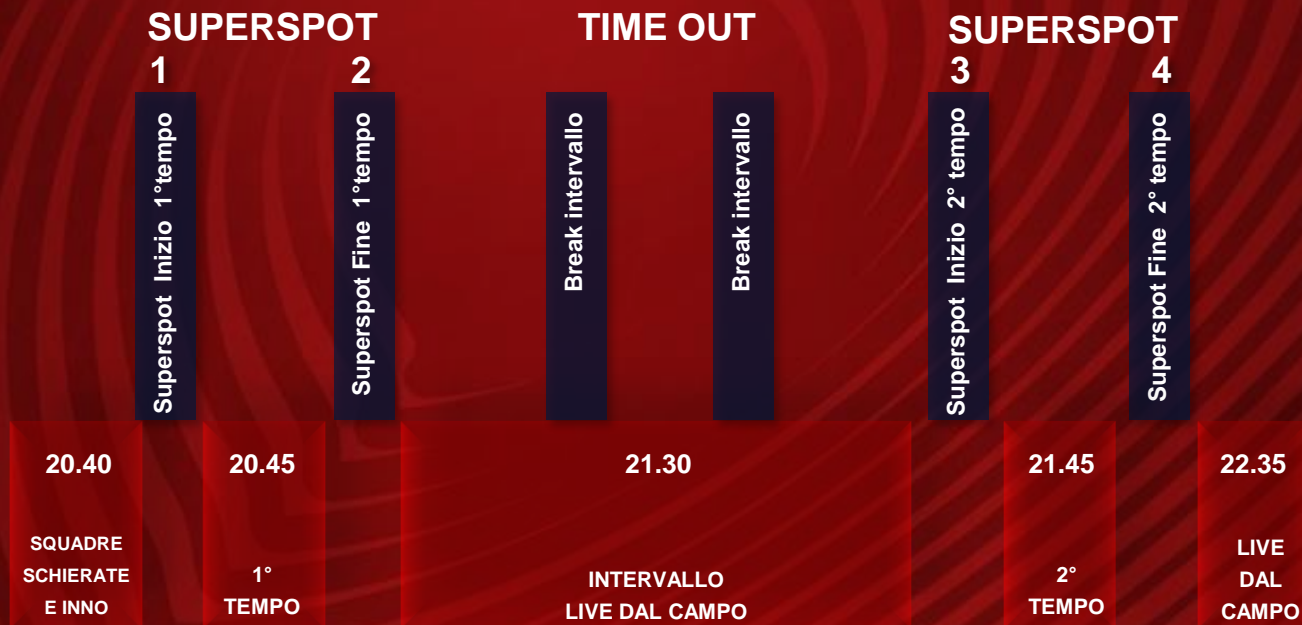 SUPERSPOT
TIME OUT
SUPERSPOT
1
2
3
4
Superspot Inizio 1°tempo
Superspot Fine 1°tempo
Break intervallo
Break intervallo
Superspot Inizio 2° tempo
Superspot Fine 2° tempo
20.40
SQUADRE
SCHIERATE
E INNO
20.45
1°
TEMPO
21.30
INTERVALLO
LIVE DAL CAMPO
21.45
2°
TEMPO
22.35
LIVE
DAL
CAMPO